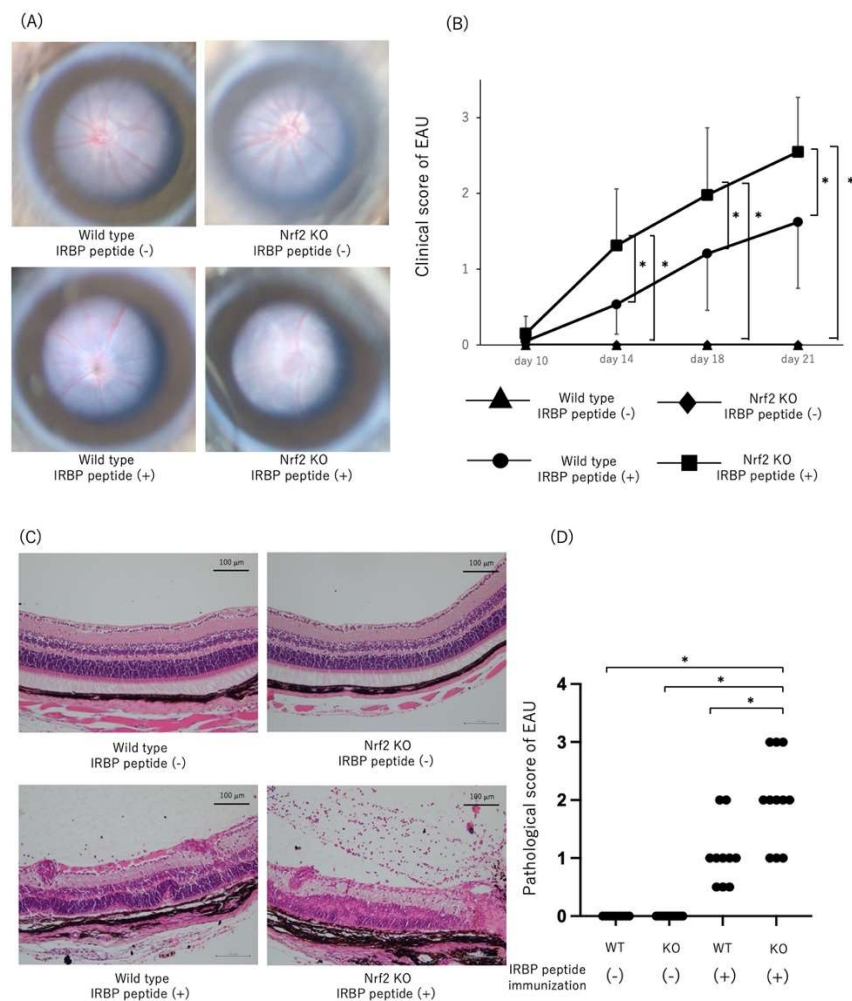 (A)
Wild type
IRBP peptide (-)
Nrf2 KO
IRBP peptide (-)
Wild type
IRBP peptide (+)
Nrf2 KO
IRBP peptide (+)
(B)
Clinical score of EAU
3
2
1
0
* * * * * *
day 10 day 14 day 18 day 21
Wild type
IRBP peptide (-)
Nrf2 KO
IRBP peptide (-)
Wild type
IRBP peptide (+)
Nrf2 KO
IRBP peptide (+)
(C)
100 μm
100 μm
Wild type
IRBP peptide (-)
Nrf2 KO
IRBP peptide (-)
100 μm
100 μm
Wild type
IRBP peptide (+)
Nrf2 KO
IRBP peptide (+)
(D)
Pathological score of EAU
4
3
2
1
0
*
*
*
WT KO WT KO
IRBP peptide
immunization
(-) (-) (+) (+)